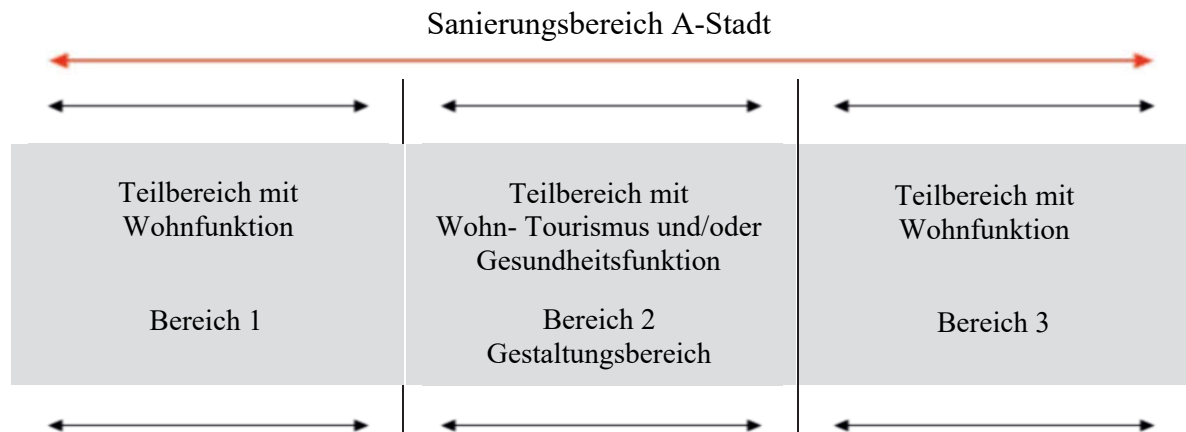 Sanierungsbereich A-Stadt
Teilbereich mit
Wohnfunktion
Bereich 1
Teilbereich mit
Wohn- Tourismus und/oder
Gesundheitsfunktion
Bereich 2
Gestaltungsbereich
Teilbereich mit
Wohnfunktion
Bereich 3